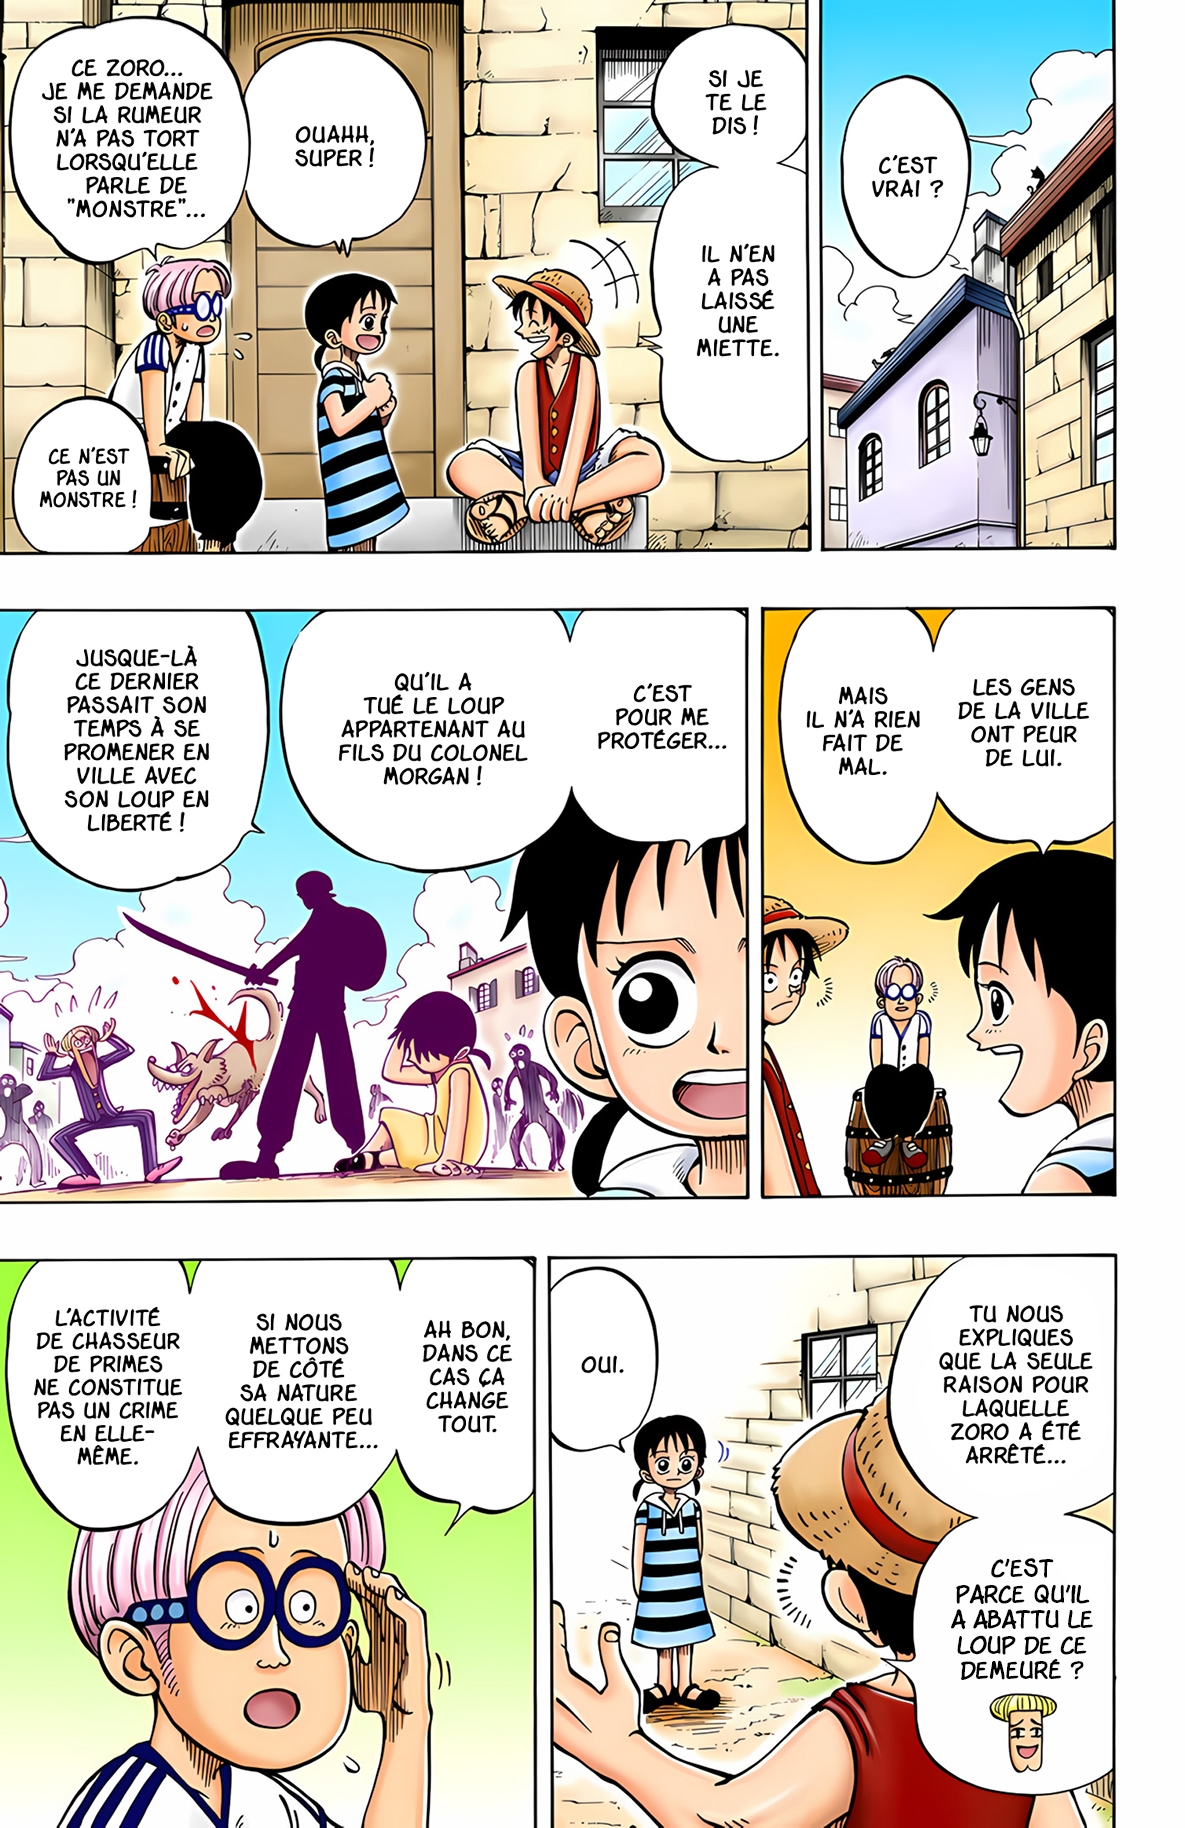 C'EST
VRAI ?
SI JE
TE LE
DIS !
IL N'EN
A PAS
LAISSÉ
UNE
MIETTE.
OUAHH,
SUPER !
CE ZORO...
JE ME DEMANDE
SI LA RUMEUR
N'A PAS TORT
LORSQU'ELLE
PARLE DE
"MONSTRE"...
CE N'EST
PAS UN
MONSTRE !
LES GENS
DE LA VILLE
ONT PEUR
DE LUI.
MAIS
IL N'A RIEN
FAIT DE
MAL.
C'EST
POUR ME
PROTÉGER...
QU'IL A
TUÉ LE LOUP
APPARTENANT AU
FILS DU COLONEL
MORGAN !
JUSQUE-LÀ
CE DERNIER
PASSAIT SON
TEMPS À SE
PROMENER EN
VILLE AVEC
SON LOUP EN
LIBERTÉ !
TU NOUS
EXPLIQUES
QUE LA SEULE
RAISON POUR
LAQUELLE
ZORO A ÉTÉ
ARRÊTÉ...
C'EST
PARCE QU'IL
A ABATTU LE
LOUP DE CE
DEMEURÉ ?
OUI.
AH BON,
DANS CE
CAS ÇA
CHANGE
TOUT.
SI NOUS
METTONS
DE CÔTÉ
SA NATURE
QUELQUE PEU
EFFRAYANTE...
L'ACTIVITÉ
DE CHASSEUR
DE PRIMES
NE CONSTITUE
PAS UN CRIME
EN ELLE-
MÊME.